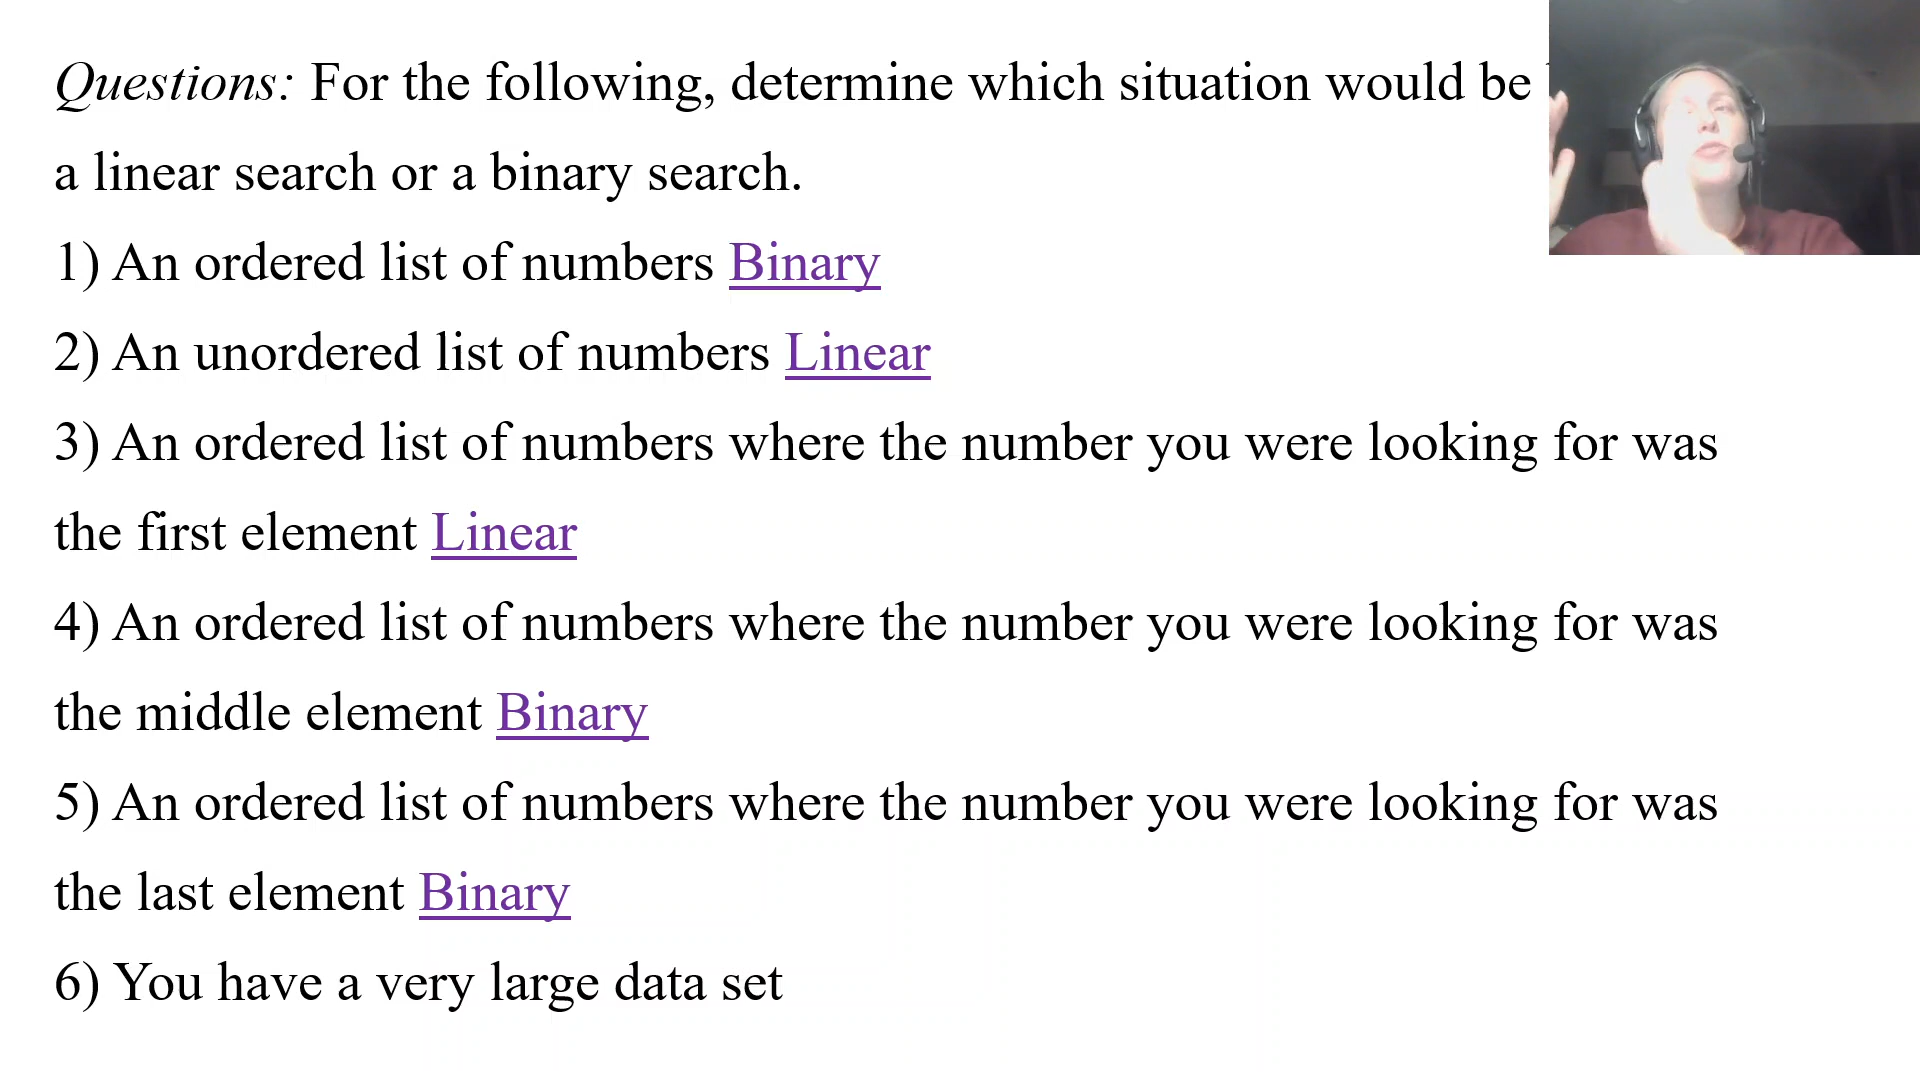 Questions: For the following, determine which situation would be
a linear search or a binary search.
1) An ordered list of numbers Binary
2) An unordered list of numbers Linear
3) An ordered list of numbers where the number you were looking for was
the first element Linear
4) An ordered list of numbers where the number you were looking for was
the middle element Binary
5) An ordered list of numbers where the number you were looking for was
the last element Binary
6) You have a very large data set